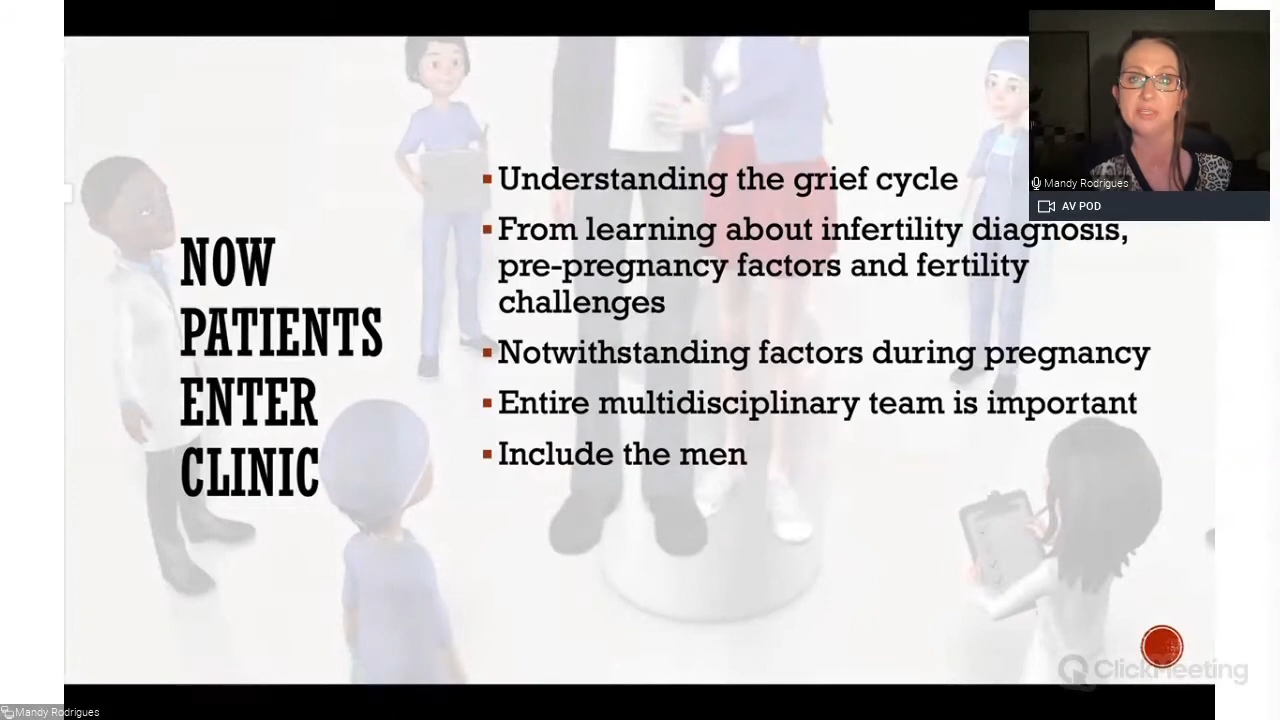 NOW
PATIENTS
ENTER
CLINIC
▪ Understanding the grief cycle
▪ From learning about infertility diagnosis,
pre-pregnancy factors and fertility
challenges
▪ Notwithstanding factors during pregnancy
▪ Entire multidisciplinary team is important
▪ Include the men
Mandy Rodrigues
AV POD
ClickMeeting
Mandy Rodrigues